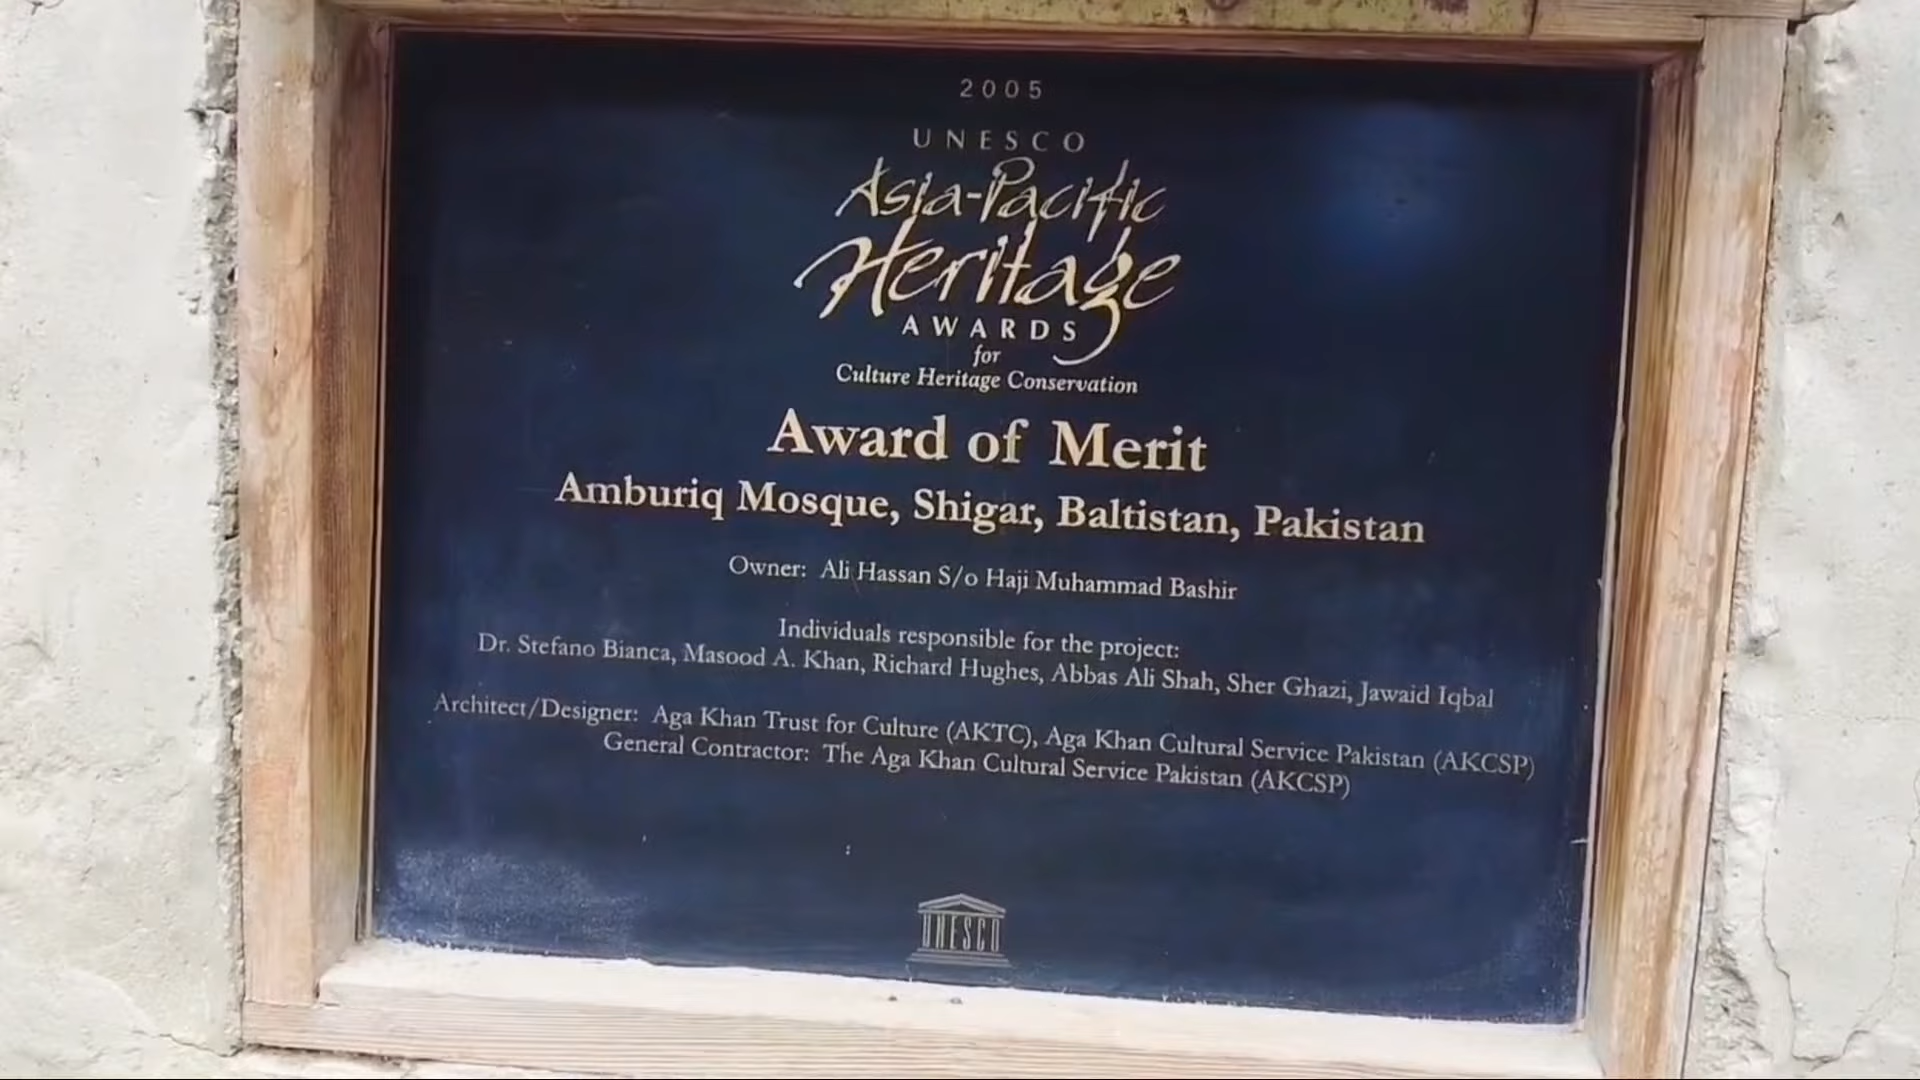 2005
UNESCO
Asia-Pacific
Heritage
AWARDS
for
Culture Heritage Conservation
Award of Merit
Amburiq Mosque, Shigar, Baltistan, Pakistan
Owner: Ali Hassan S/o Haji Muhammad Bashir
Individuals responsible for the project:
Dr. Stefano Bianca, Masood A. Khan, Richard Hughes, Abbas Ali Shah, Sher Ghazi, Jawaid Iqbal
Architect/Designer: Aga Khan Trust for Culture (AKTC), Aga Khan Cultural Service Pakistan (AKCSP)
General Contractor: The Aga Khan Cultural Service Pakistan (AKCSP)
UNESCO